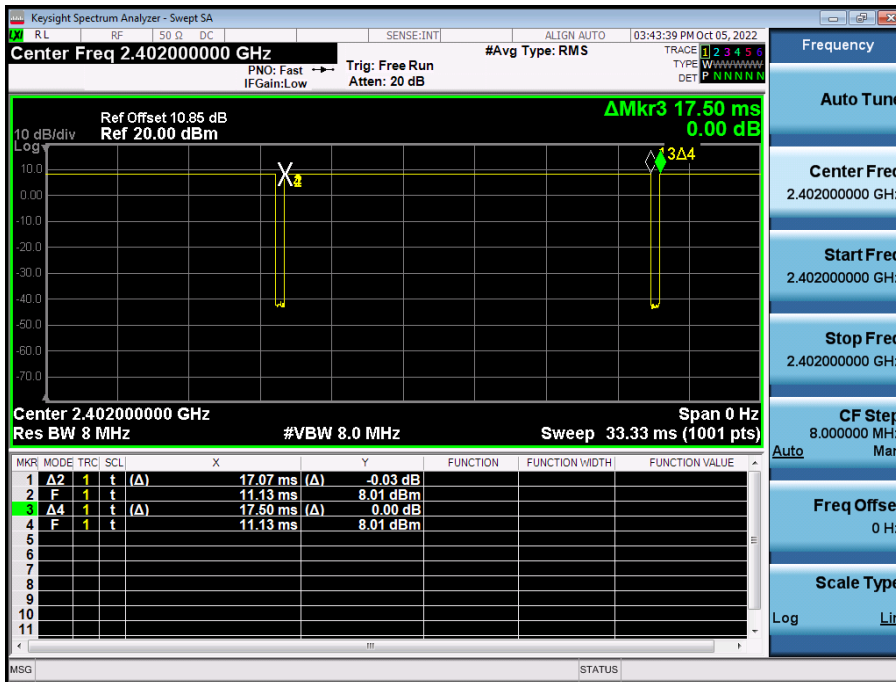 Keysight Spectrum Analyzer - Swept SA
LXI RL RF 50 Ω DC SENSE:INT ALIGN AUTO 03:43:39 PM Oct 05, 2022
Center Freq 2.402000000 GHz
#Avg Type: RMS
TRACE 1 2 3 4 5 6
PNO: Fast Trig: Free Run TYPE WWWWWW
IFGain:Low Atten: 20 dB DET P N N N N N
ΔMkr3 17.50 ms
Ref Offset 10.85 dB
10 dB/div Ref 20.00 dBm 0.00 dB
Log
10.0
0.00
-10.0
-20.0
-30.0
-40.0
-50.0
-60.0
-70.0
3Δ4
Center 2.402000000 GHz Span 0 Hz
Res BW 8 MHz #VBW 8.0 MHz Sweep 33.33 ms (1001 pts)
MKR MODE TRC SCL X Y FUNCTION FUNCTION WIDTH FUNCTION VALUE
1 Δ2 1 t (Δ) 17.07 ms (Δ) -0.03 dB
2 F 1 t 11.13 ms 8.01 dBm
3 Δ4 1 t (Δ) 17.50 ms (Δ) 0.00 dB
4 F 1 t 11.13 ms 8.01 dBm
5
6
7
8
9
10
11
MSG STATUS
Frequency
Auto Tune
Center Freq
2.402000000 GHz
Start Freq
2.402000000 GHz
Stop Freq
2.402000000 GHz
CF Step
8.000000 MHz
Auto Man
Freq Offset
0 Hz
Scale Type
Log Lin